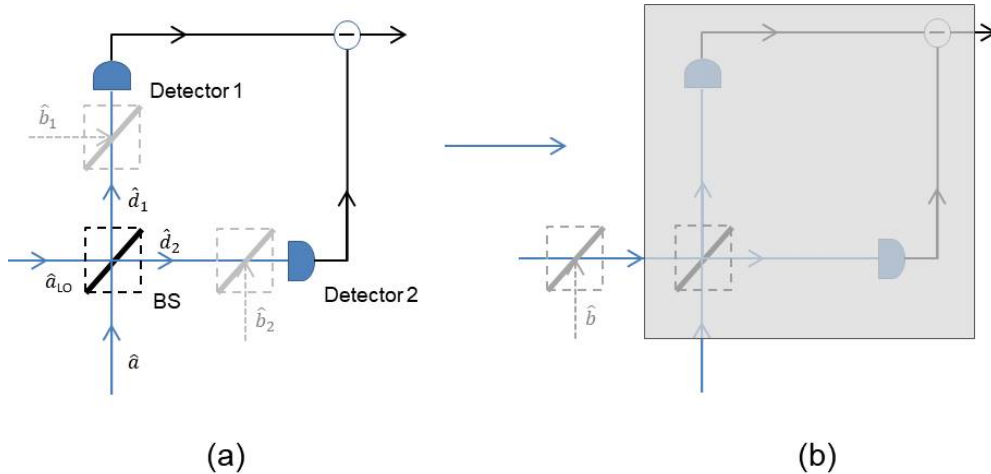 Detector 1
b̂₁
d̂₁
d̂₂
â_LO
BS
Detector 2
b̂₂
b̂
â
(a)
(b)